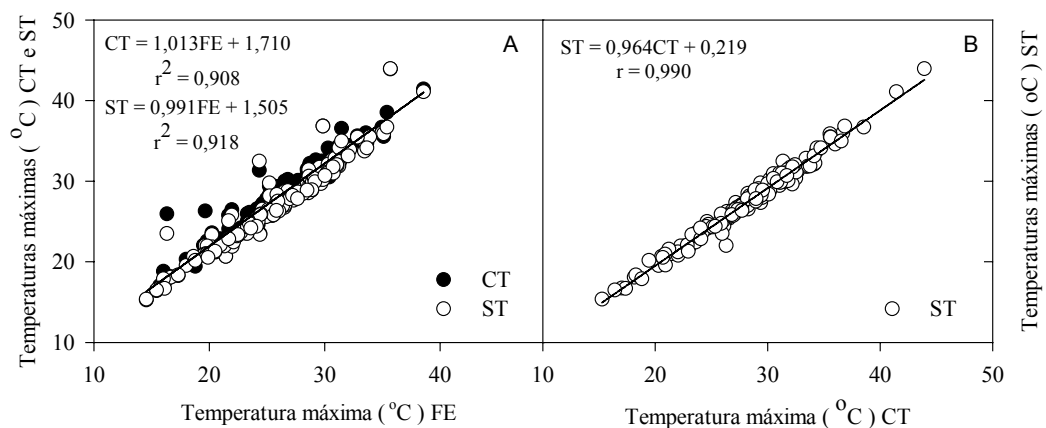 50
40
30
20
10
Temperaturas máximas ( °C ) CT e ST
CT = 1,013FE + 1,710
r² = 0,908
ST = 0,991FE + 1,505
r² = 0,918
A
CT
ST
10 20 30 40
Temperatura máxima ( °C ) FE
ST = 0,964CT + 0,219
r = 0,990
B
ST
10 20 30 40 50
Temperatura máxima ( °C ) CT
Temperaturas máximas ( oC ) ST